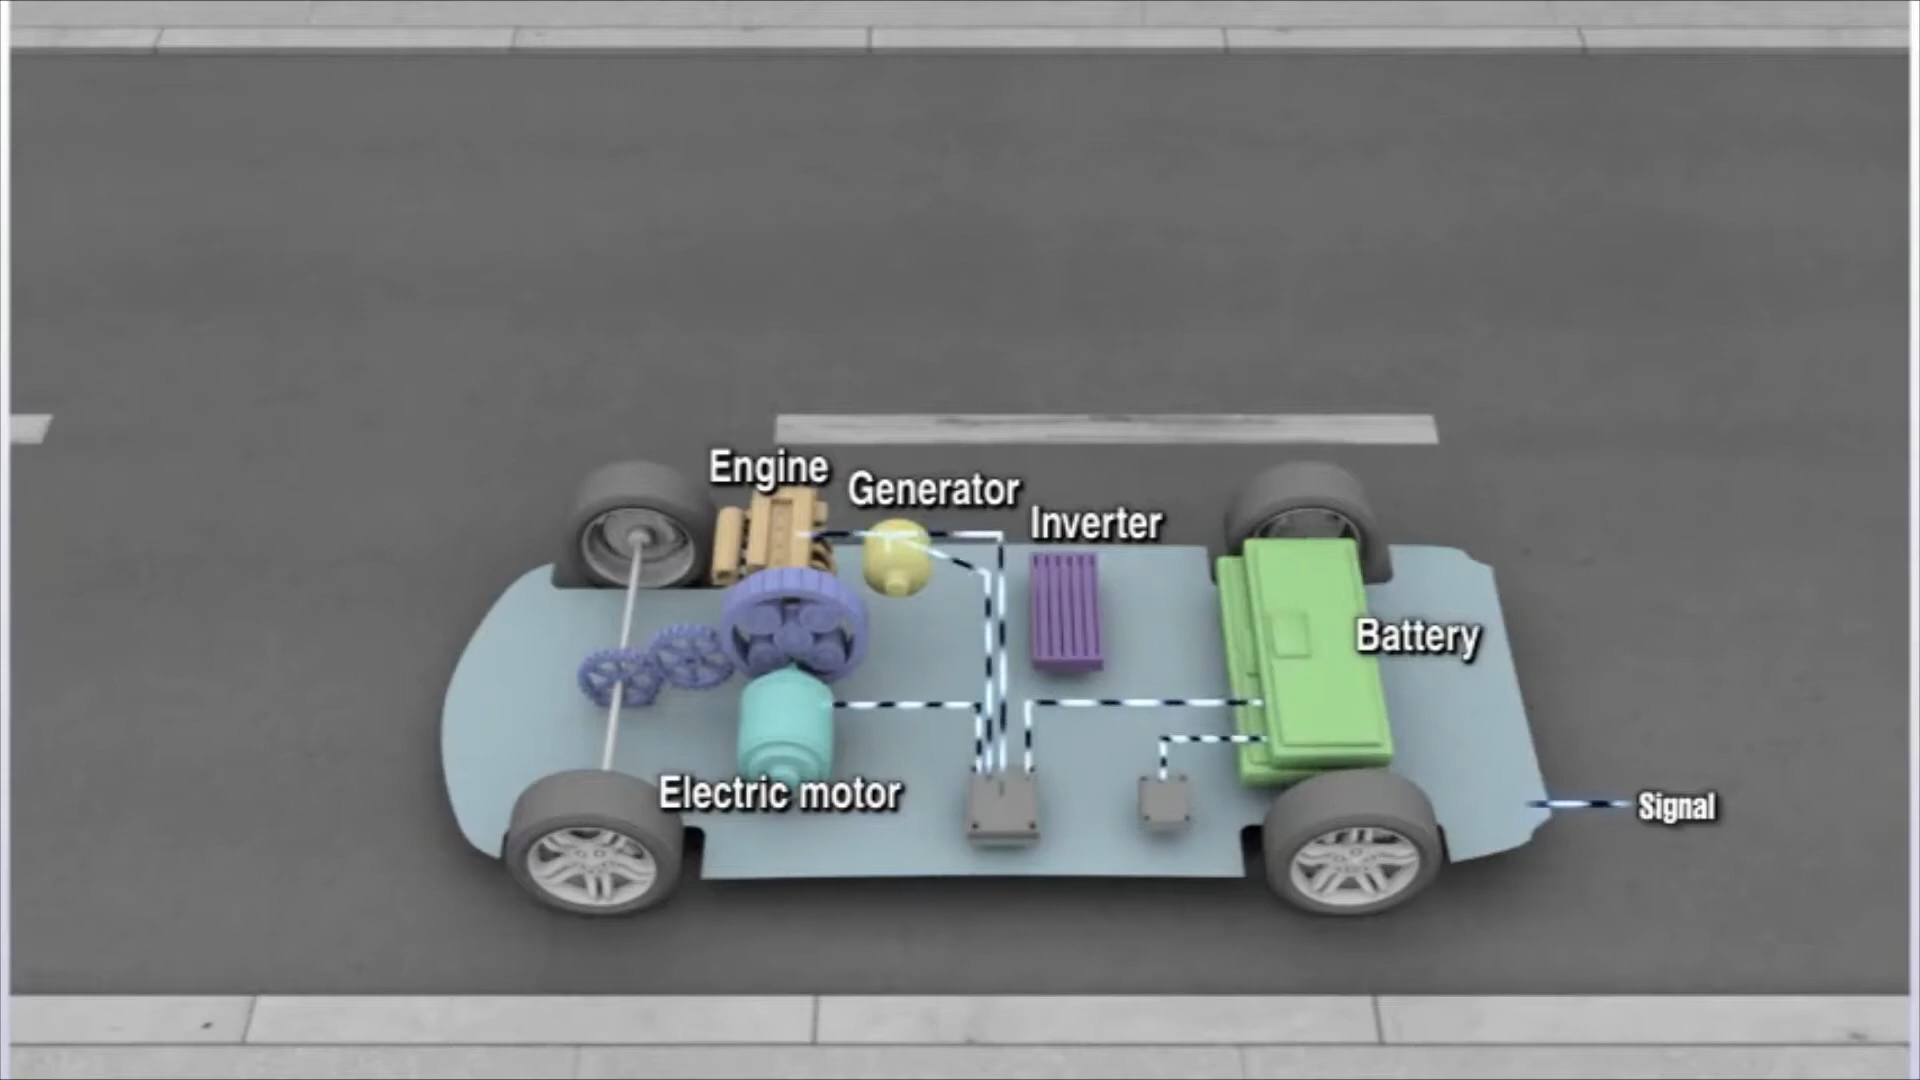 Engine
Generator
Inverter
Battery
Electric motor
Signal